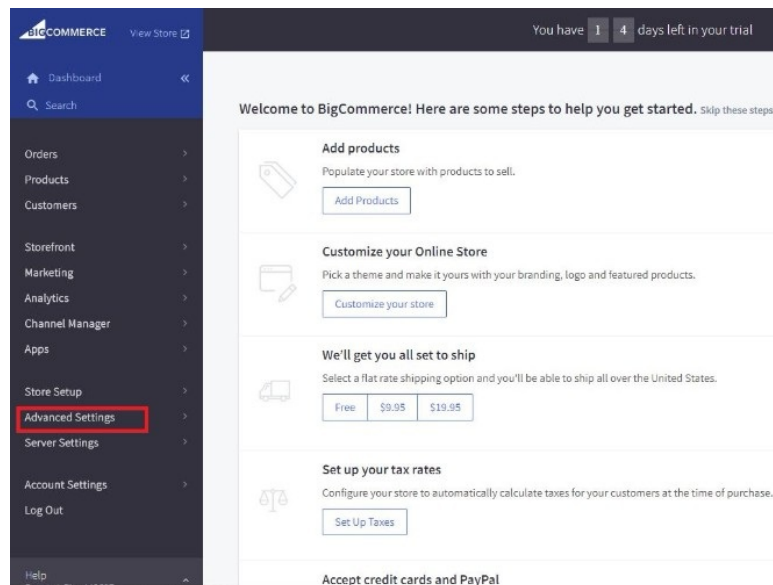 BIGCOMMERCE
View Store
You have 1 4 days left in your trial
Dashboard
Search
Orders
Products
Customers
Storefront
Marketing
Analytics
Channel Manager
Apps
Store Setup
Advanced Settings
Server Settings
Account Settings
Log Out
Help
Welcome to BigCommerce! Here are some steps to help you get started. Skip these steps
Add products
Populate your store with products to sell.
Add Products
Customize your Online Store
Pick a theme and make it yours with your branding, logo and featured products.
Customize your store
We'll get you all set to ship
Select a flat rate shipping option and you'll be able to ship all over the United States.
Free $9.95 $19.95
Set up your tax rates
Configure your store to automatically calculate taxes for your customers at the time of purchase.
Set Up Taxes
Accept credit cards and PayPal